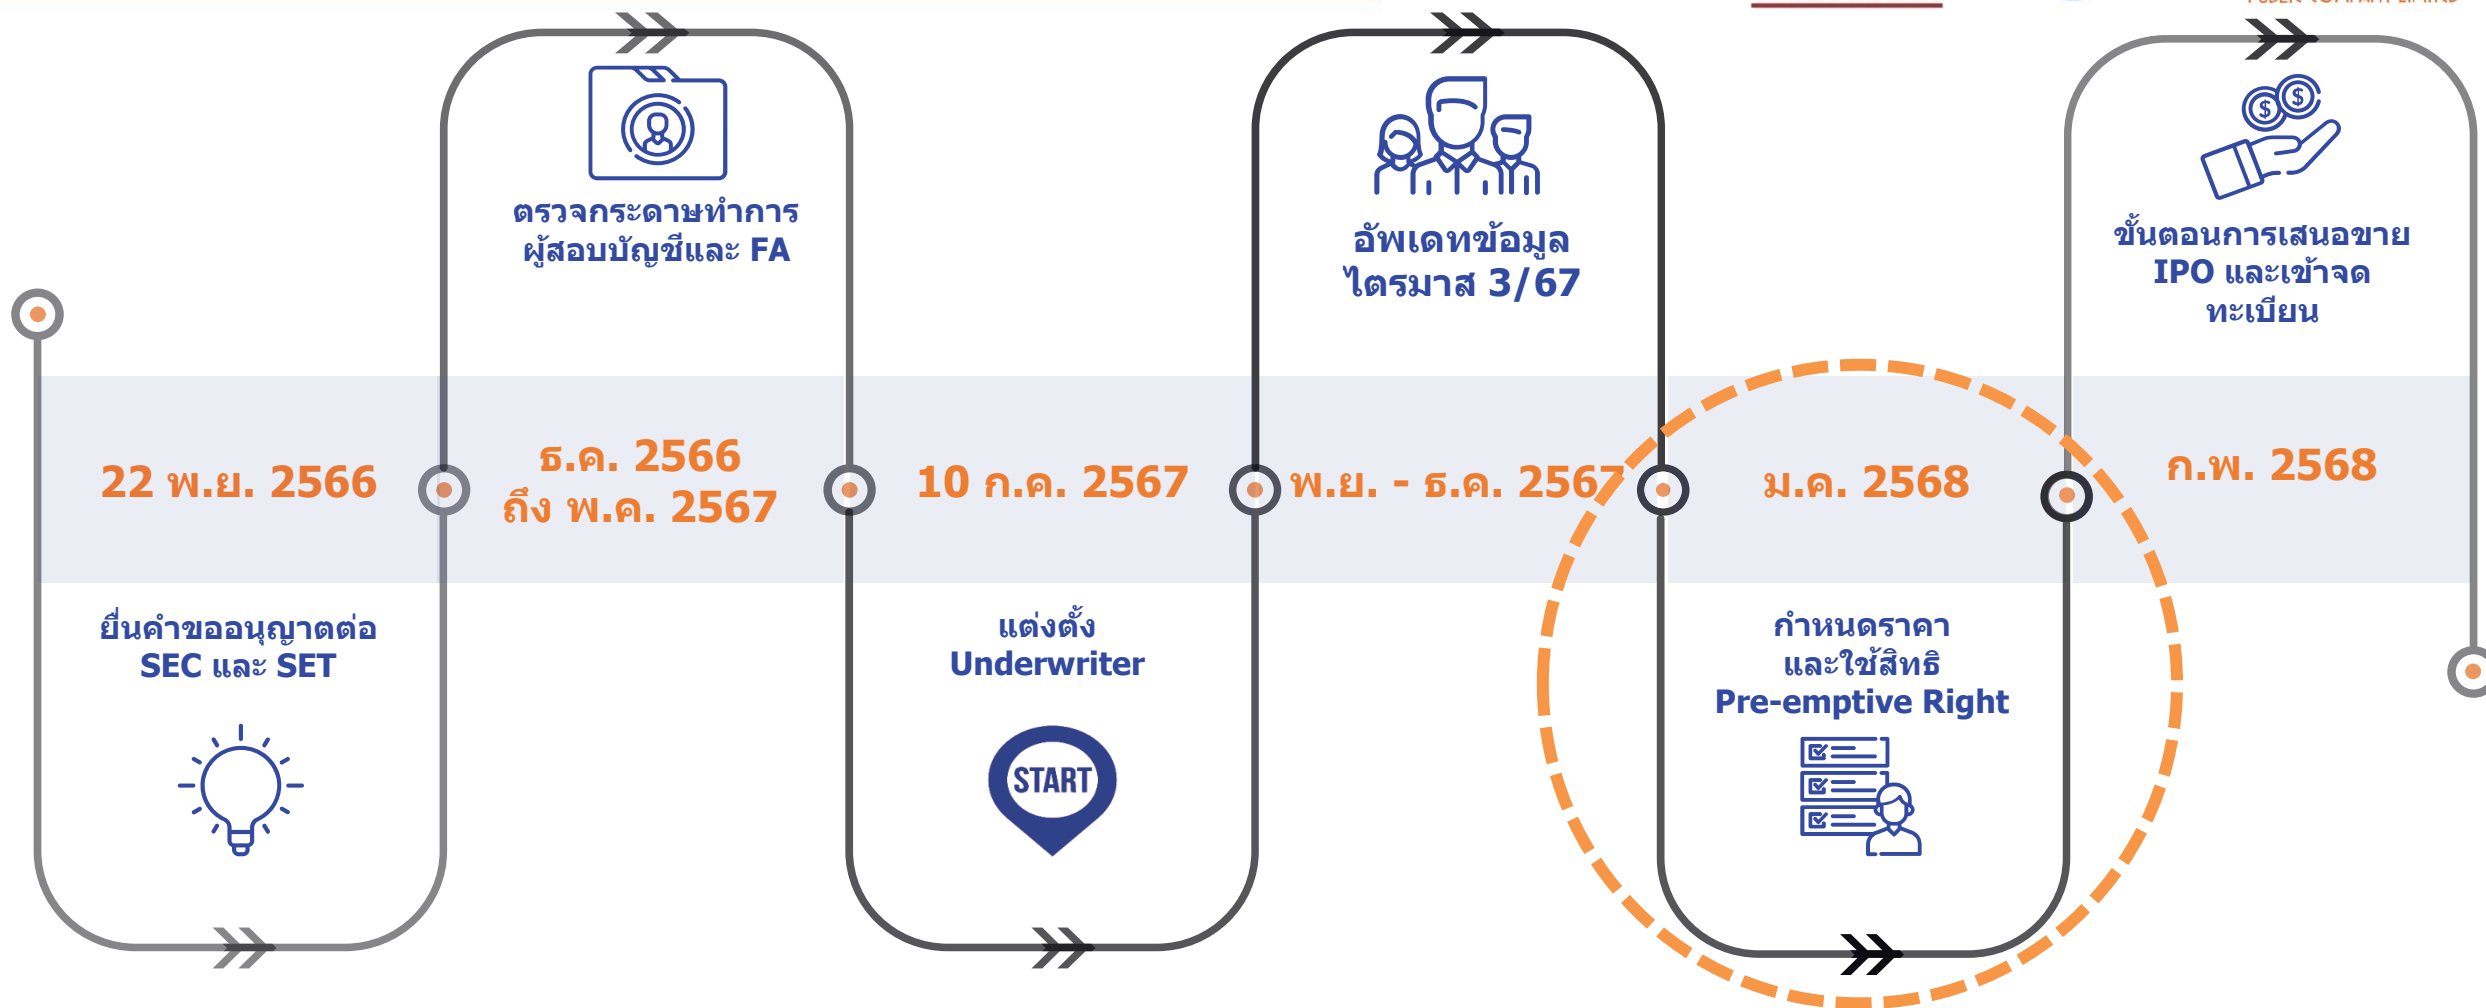 22 พ.ย. 2566
ยื่นคำขออนุญาตต่อ
SEC และ SET
ตรวจกระดาษทำการ
ผู้สอบบัญชีและ FA
ธ.ค. 2566
ถึง พ.ค. 2567
10 ก.ค. 2567
แต่งตั้ง
Underwriter
START
อัพเดทข้อมูล
ไตรมาส 3/67
พ.ย. - ธ.ค. 2567
ม.ค. 2568
กำหนดราคา
และใช้สิทธิ
Pre-emptive Right
ขั้นตอนการเสนอขาย
IPO และเข้าจด
ทะเบียน
ก.พ. 2568